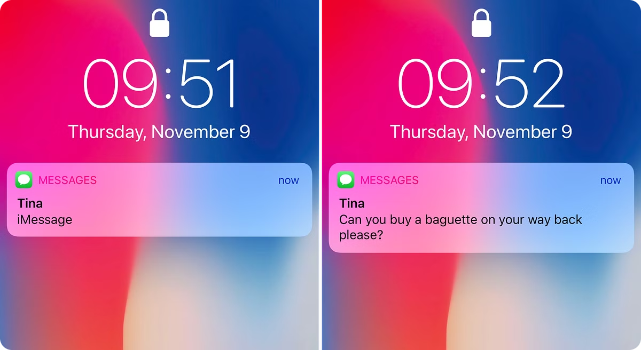 09:51
Thursday, November 9
MESSAGES now
Tina
iMessage
09:52
Thursday, November 9
MESSAGES now
Tina
Can you buy a baguette on your way back
please?